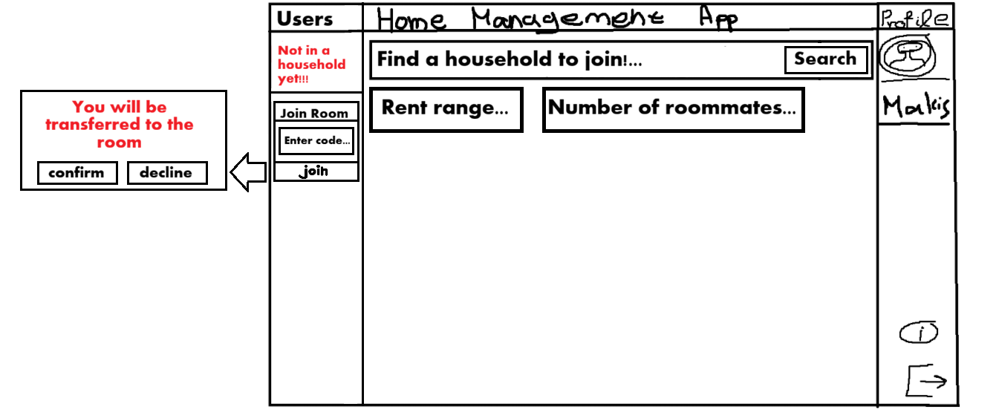 Users
Home Management App
Profile
Not in a
household
yet!!!
Find a household to join!...
Search
Rent range...
Number of roommates...
Makis
Join Room
Enter code...
join
You will be
transferred to the
room
confirm
decline
i